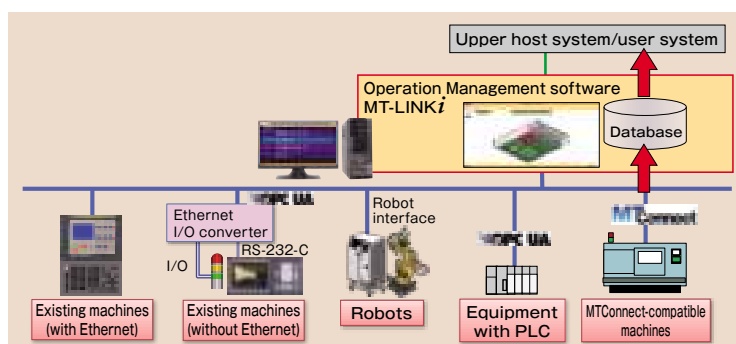 Upper host system/user system
Operation Management software
MT-LINKi
Database
OPC UA
Ethernet
I/O converter
RS-232-C
I/O
Robot
interface
OPC UA
MTConnect
Existing machines
(with Ethernet)
Existing machines
(without Ethernet)
Robots
Equipment
with PLC
MTConnect-compatible
machines